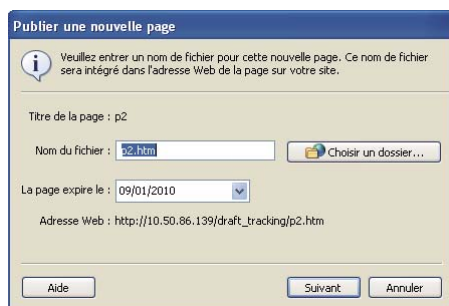 Publier une nouvelle page
Veuillez entrer un nom de fichier pour cette nouvelle page. Ce nom de fichier
sera intégré dans l'adresse Web de la page sur votre site.
Titre de la page : p2
Nom du fichier : p2.htm Choisir un dossier...
La page expire le : 09/01/2010
Adresse Web : http://10.50.86.139/draft_tracking/p2.htm
Aide Suivant Annuler